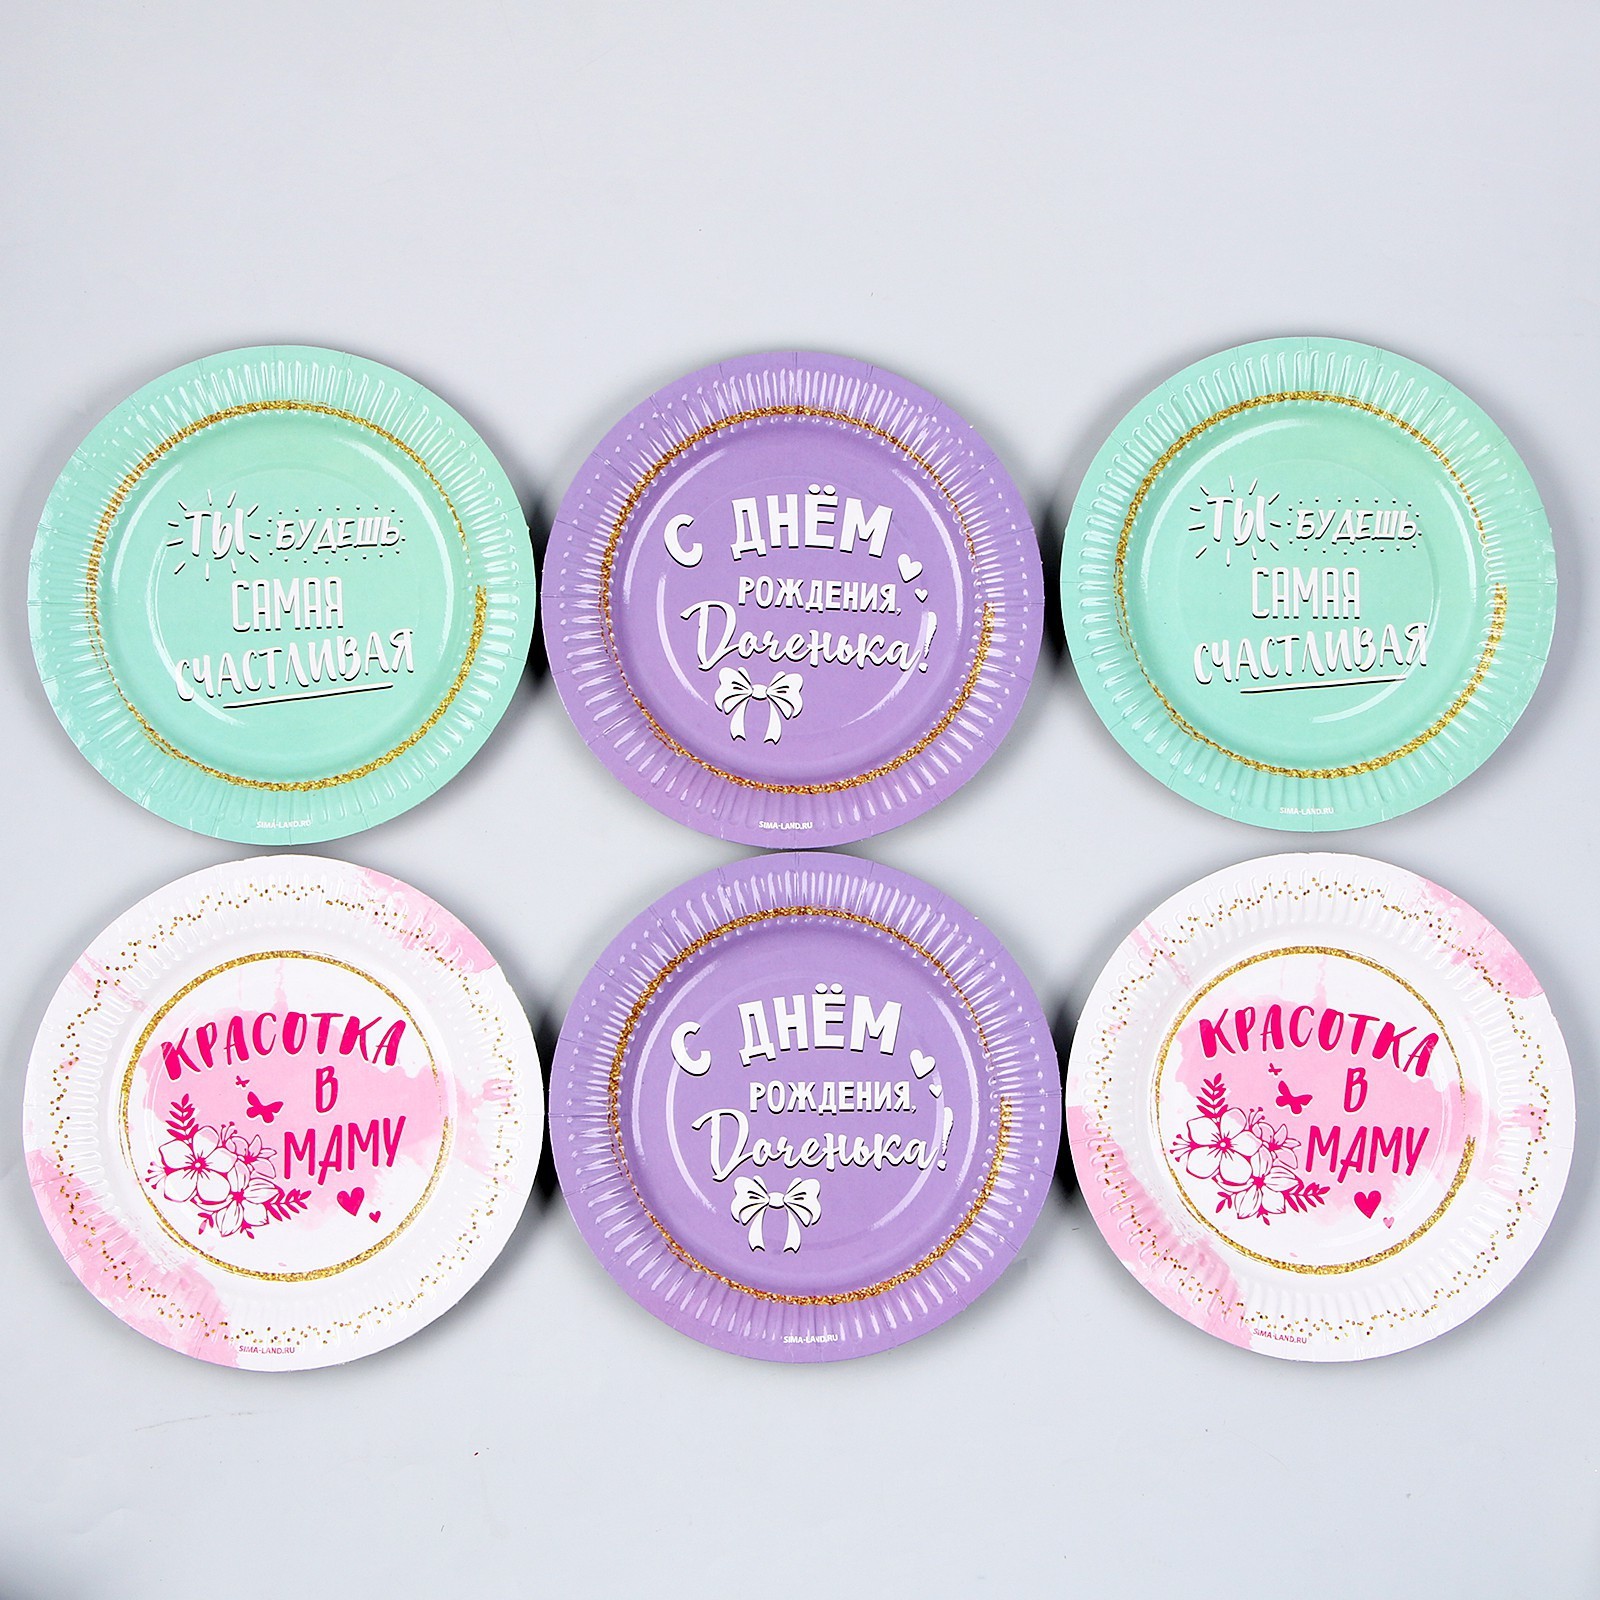 ТЫ БУДЕШЬ
САМАЯ
СЧАСТЛИВАЯ
SIMA-LAND.RU
С ДНЁМ
РОЖДЕНИЯ,
Доченька!
SIMA-LAND.RU
ТЫ БУДЕШЬ
САМАЯ
СЧАСТЛИВАЯ
SIMA-LAND.RU
КРАСОТКА
В
МАМУ
SIMA-LAND.RU
С ДНЁМ
РОЖДЕНИЯ,
Доченька!
SIMA-LAND.RU
КРАСОТКА
В
МАМУ
SIMA-LAND.RU